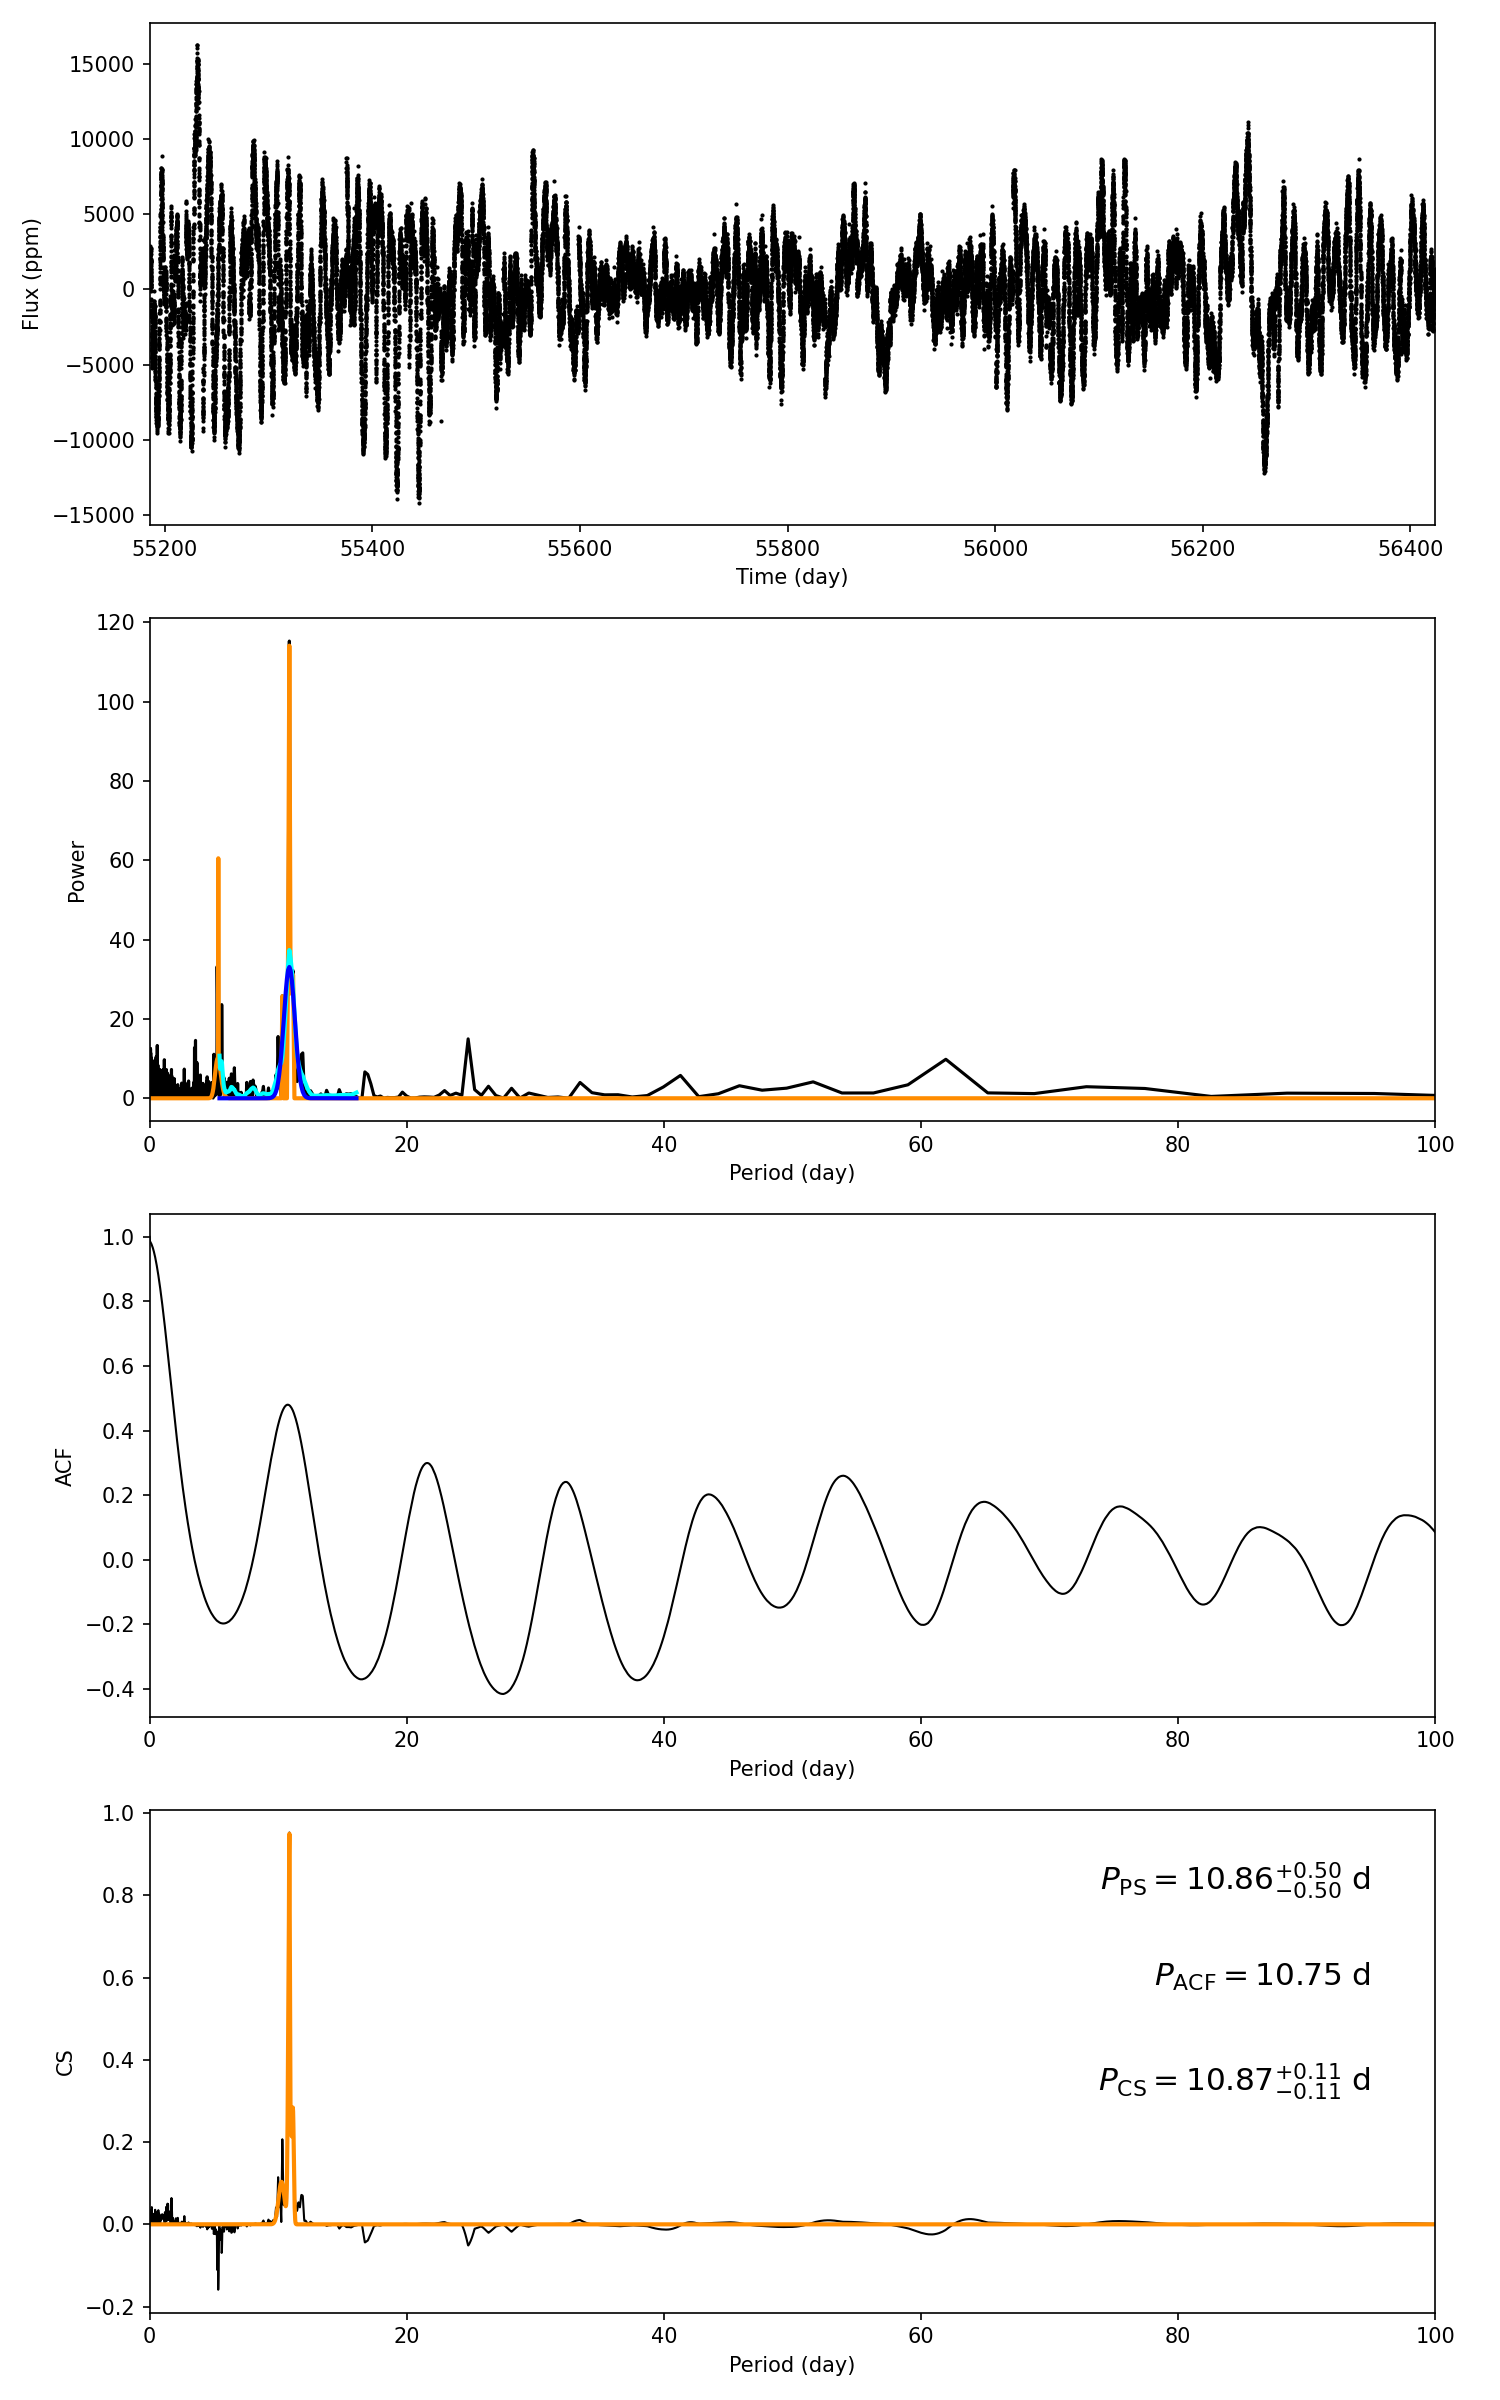 15000
10000
5000
0
−5000
−10000
−15000
Flux (ppm)
55200 55400 55600 55800 56000 56200 56400
Time (day)
120
100
80
60
40
20
0
Power
0 20 40 60 80 100
Period (day)
1.0
0.8
0.6
0.4
0.2
0.0
−0.2
−0.4
ACF
0 20 40 60 80 100
Period (day)
1.0
0.8
0.6
0.4
0.2
0.0
−0.2
CS
P_PS = 10.86^{+0.50}_{−0.50} d
P_ACF = 10.75 d
P_CS = 10.87^{+0.11}_{−0.11} d
0 20 40 60 80 100
Period (day)